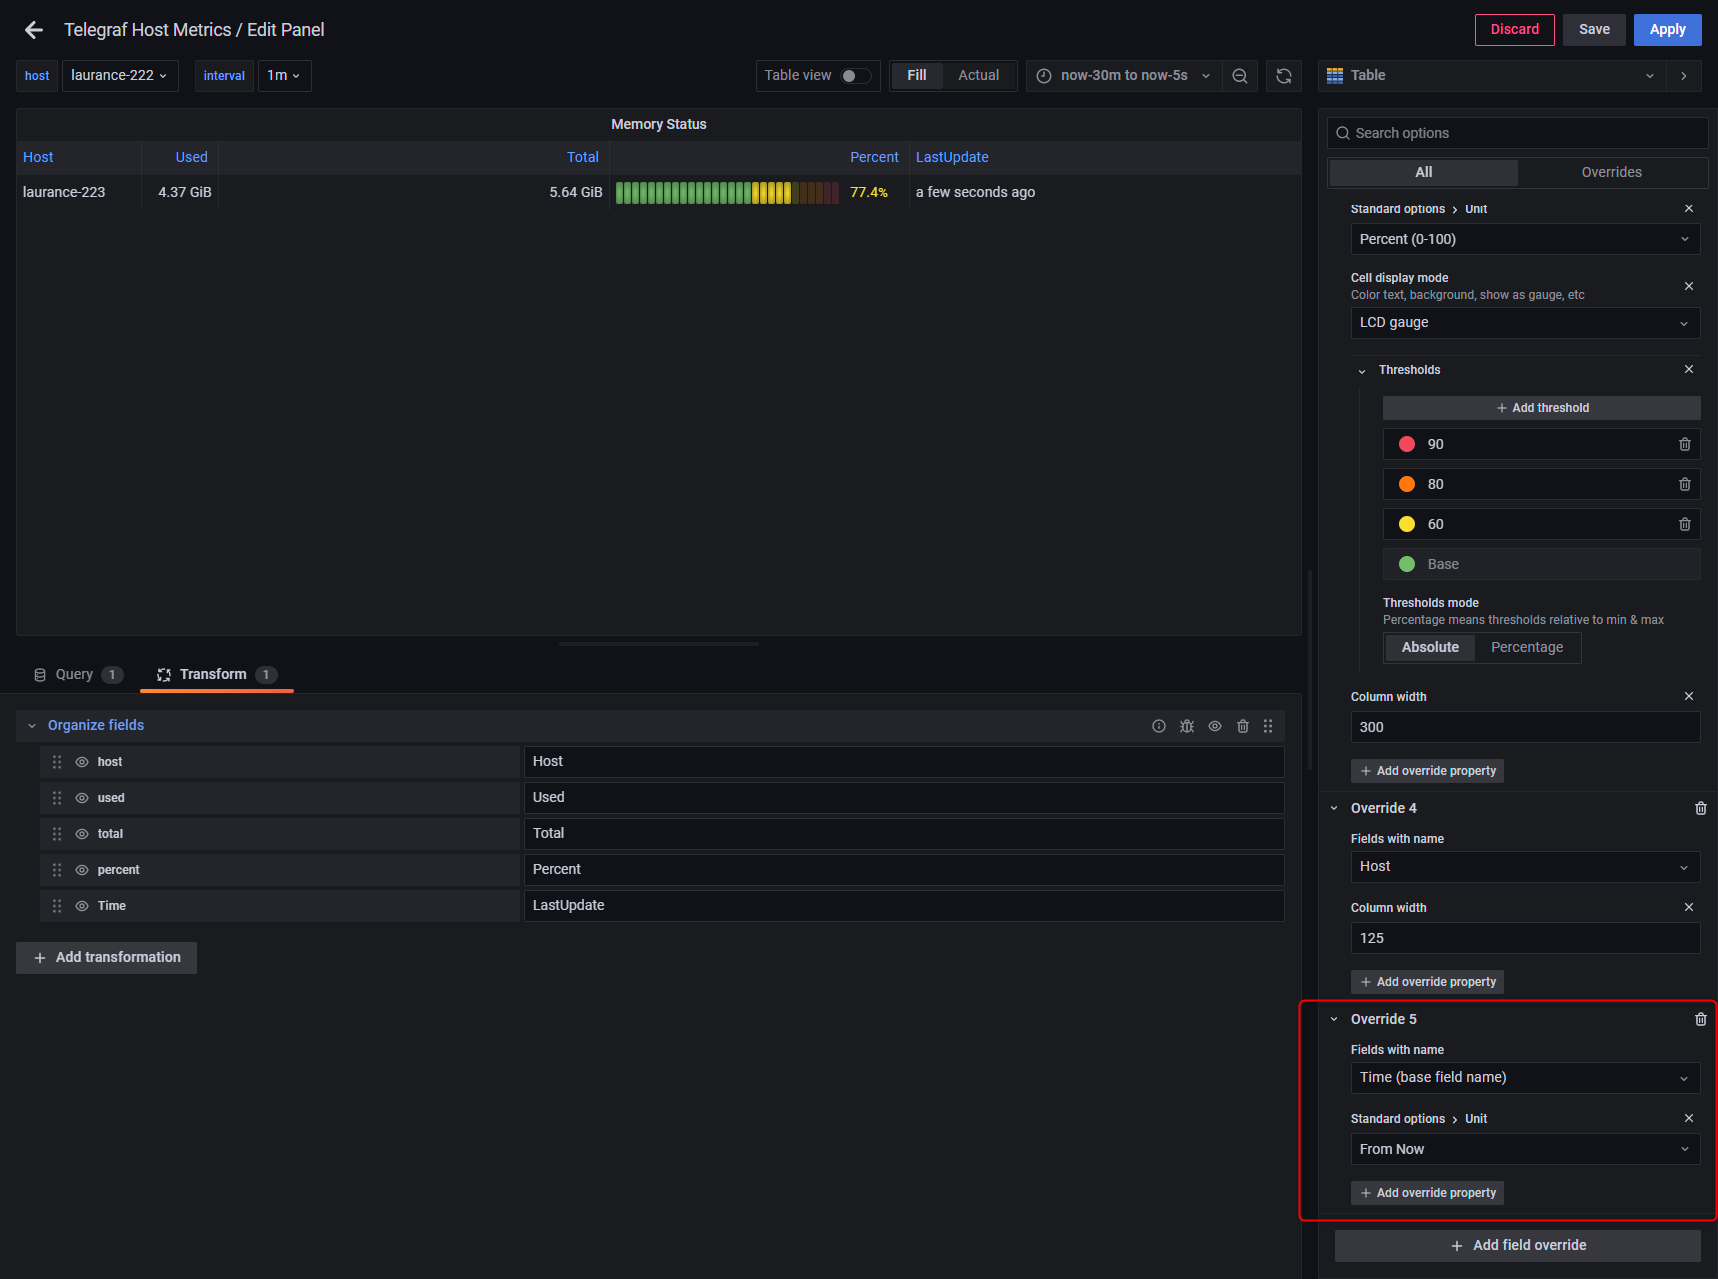 Telegraf Host Metrics / Edit Panel
Discard Save Apply
host laurance-222 interval 1m
Table view Fill Actual now-30m to now-5s
Table
Memory Status
Host Used Total Percent LastUpdate
laurance-223 4.37 GiB 5.64 GiB 77.4% a few seconds ago
Query 1 Transform 1
Organize fields
host Host
used Used
total Total
percent Percent
Time LastUpdate
+ Add transformation
Search options
All Overrides
Standard options > Unit
Percent (0-100)
Cell display mode
Color text, background, show as gauge, etc
LCD gauge
Thresholds
+ Add threshold
90
80
60
Base
Thresholds mode
Percentage means thresholds relative to min & max
Absolute Percentage
Column width
300
+ Add override property
Override 4
Fields with name
Host
Column width
125
+ Add override property
Override 5
Fields with name
Time (base field name)
Standard options > Unit
From Now
+ Add override property
+ Add field override